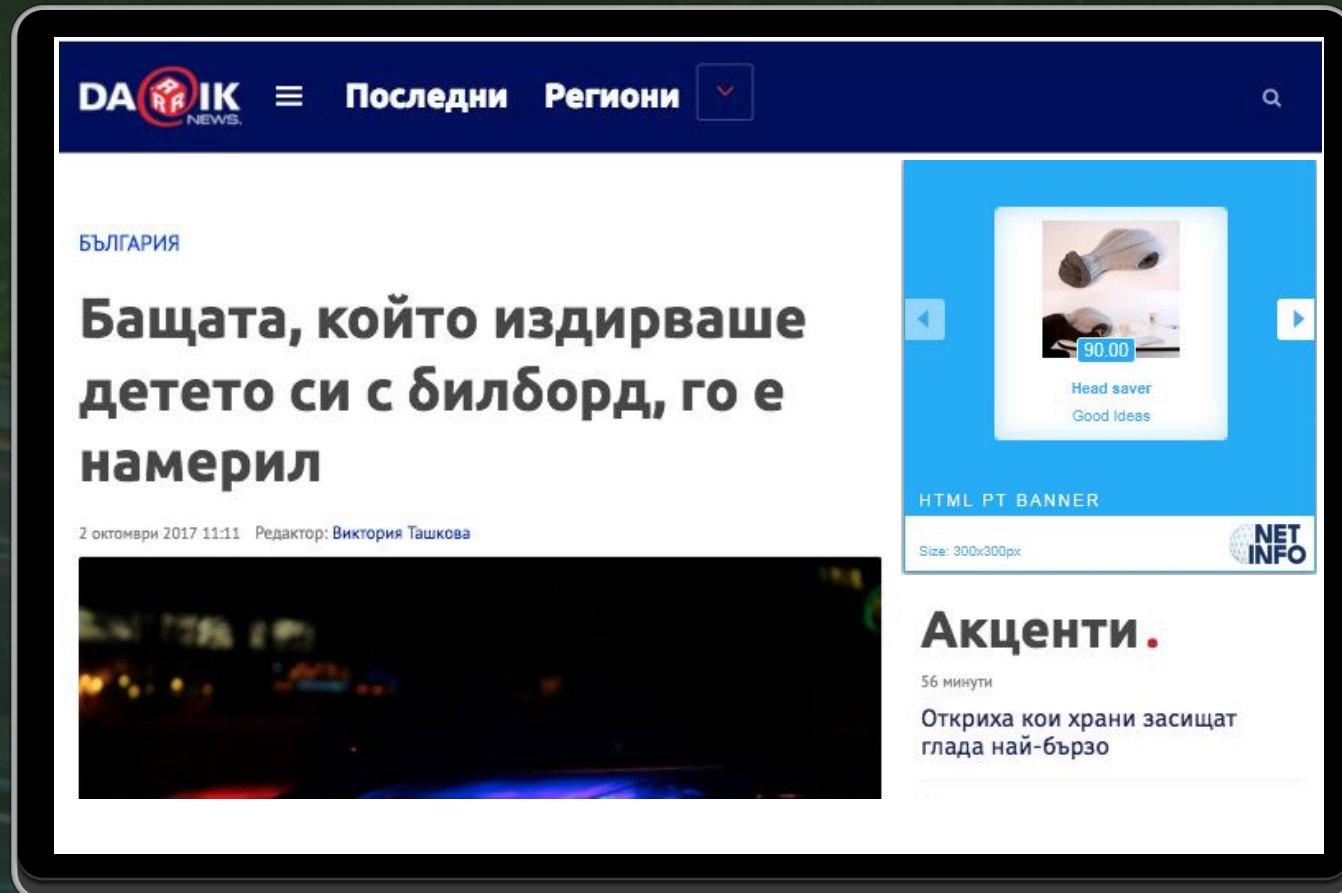 DARIK NEWS.
Последни
Региони
БЪЛГАРИЯ
Бащата, който издирваше
детето си с билборд, го е
намерил
2 октомври 2017 11:11 Редактор: Виктория Ташкова
90.00
Head saver
Good Ideas
HTML PT BANNER
Size: 300x300px
NET
INFO
Акценти.
56 минути
Откриха кои храни засищат
глада най-бързо